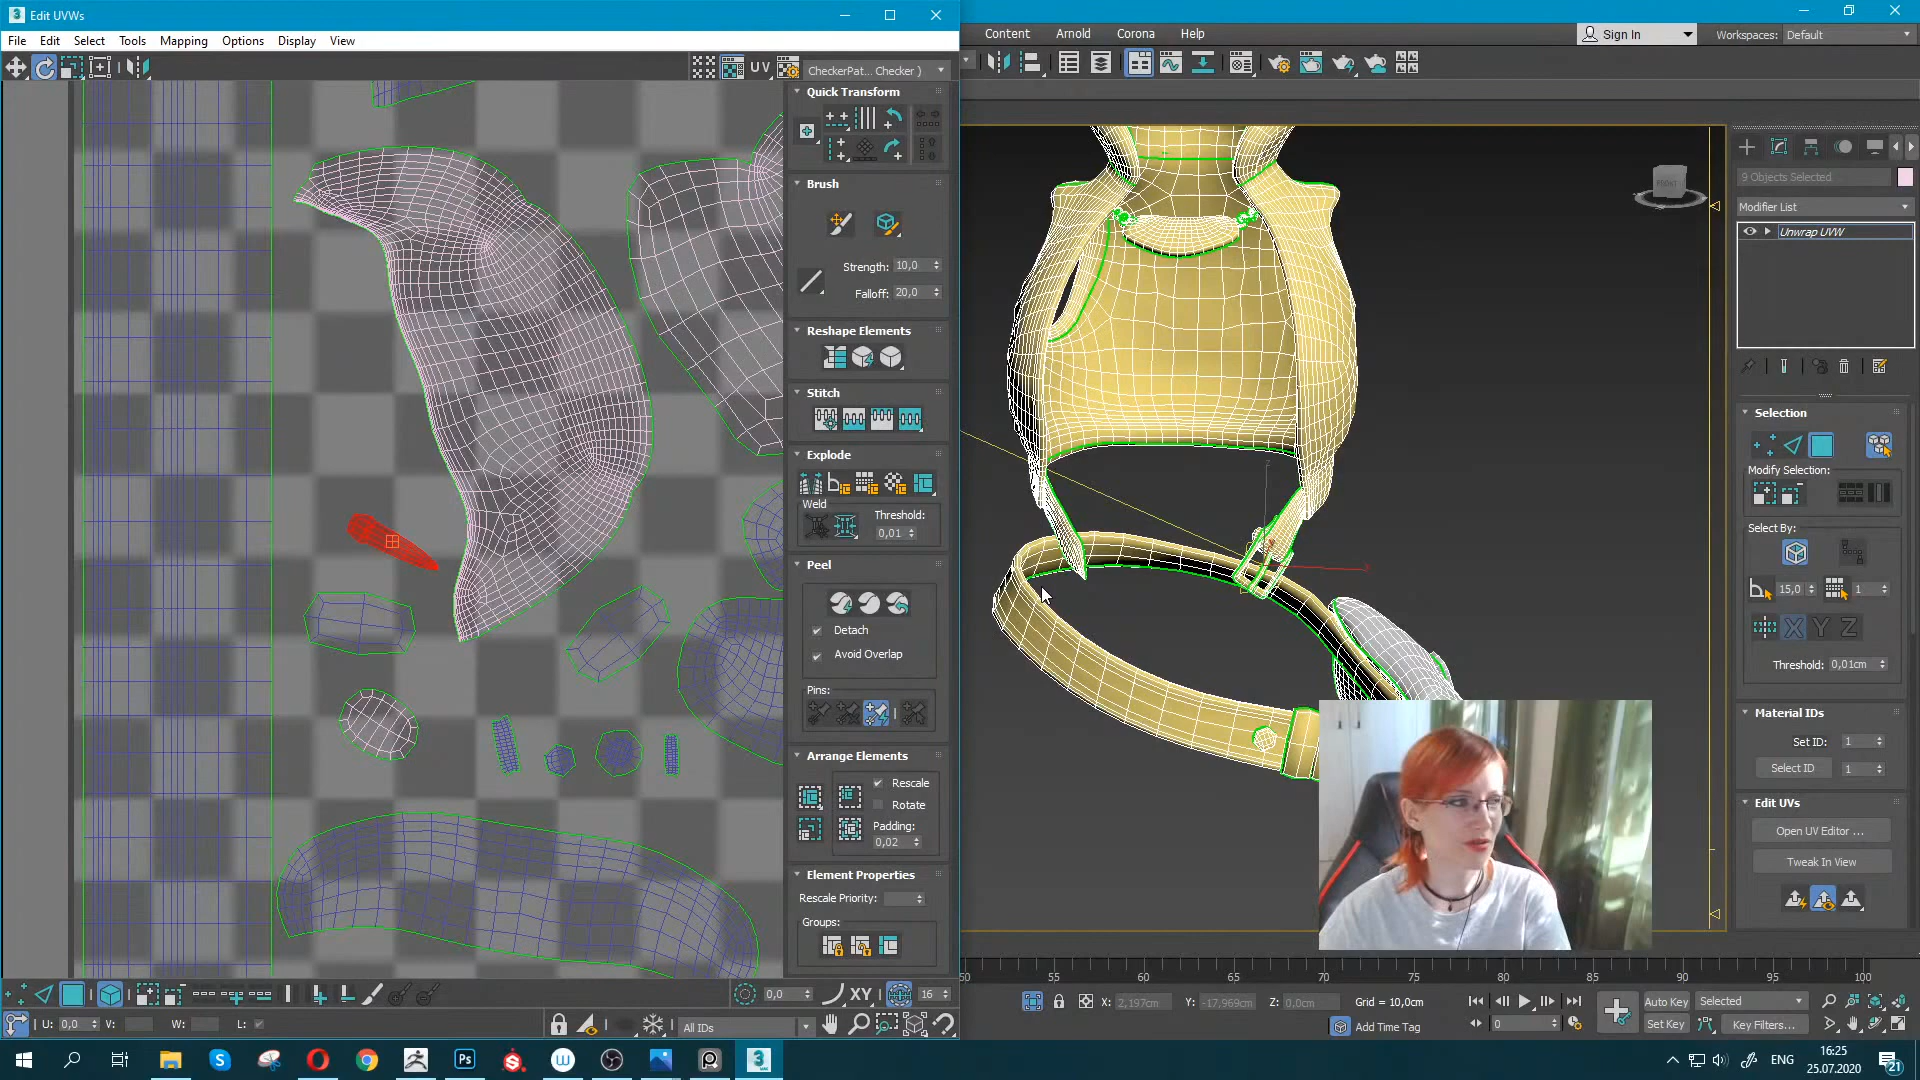 Edit UVWs
File Edit Select Tools Mapping Options Display View
Content Arnold Corona Help
Sign In
Workspaces: Default
UV
CheckerPat... Checker )
Quick Transform
Brush
Strength: 10,0
Falloff: 20,0
Reshape Elements
Stitch
Explode
Weld
Threshold:
0,01
Peel
Detach
Avoid Overlap
Pins:
Arrange Elements
Rescale
Rotate
Padding:
0,02
Element Properties
Rescale Priority:
Groups:
FRONT
9 Objects Selected
Modifier List
Unwrap UVW
Selection
Modify Selection:
Select By:
15,0
1
X Y Z
Threshold: 0,01cm
Material IDs
Set ID: 1
Select ID 1
Edit UVs
Open UV Editor ...
Tweak In View
50 55 60 65 70 75 80 85 90 95 100
0,0
XY
16
X: 2,197cm Y: -17,969cm Z: 0,0cm Grid = 10,0cm
Auto Key Selected
U: 0,0 V: W: L:
All IDs
Add Time Tag
0
Set Key Key Filters...
ENG
16:25
25.07.2020
21